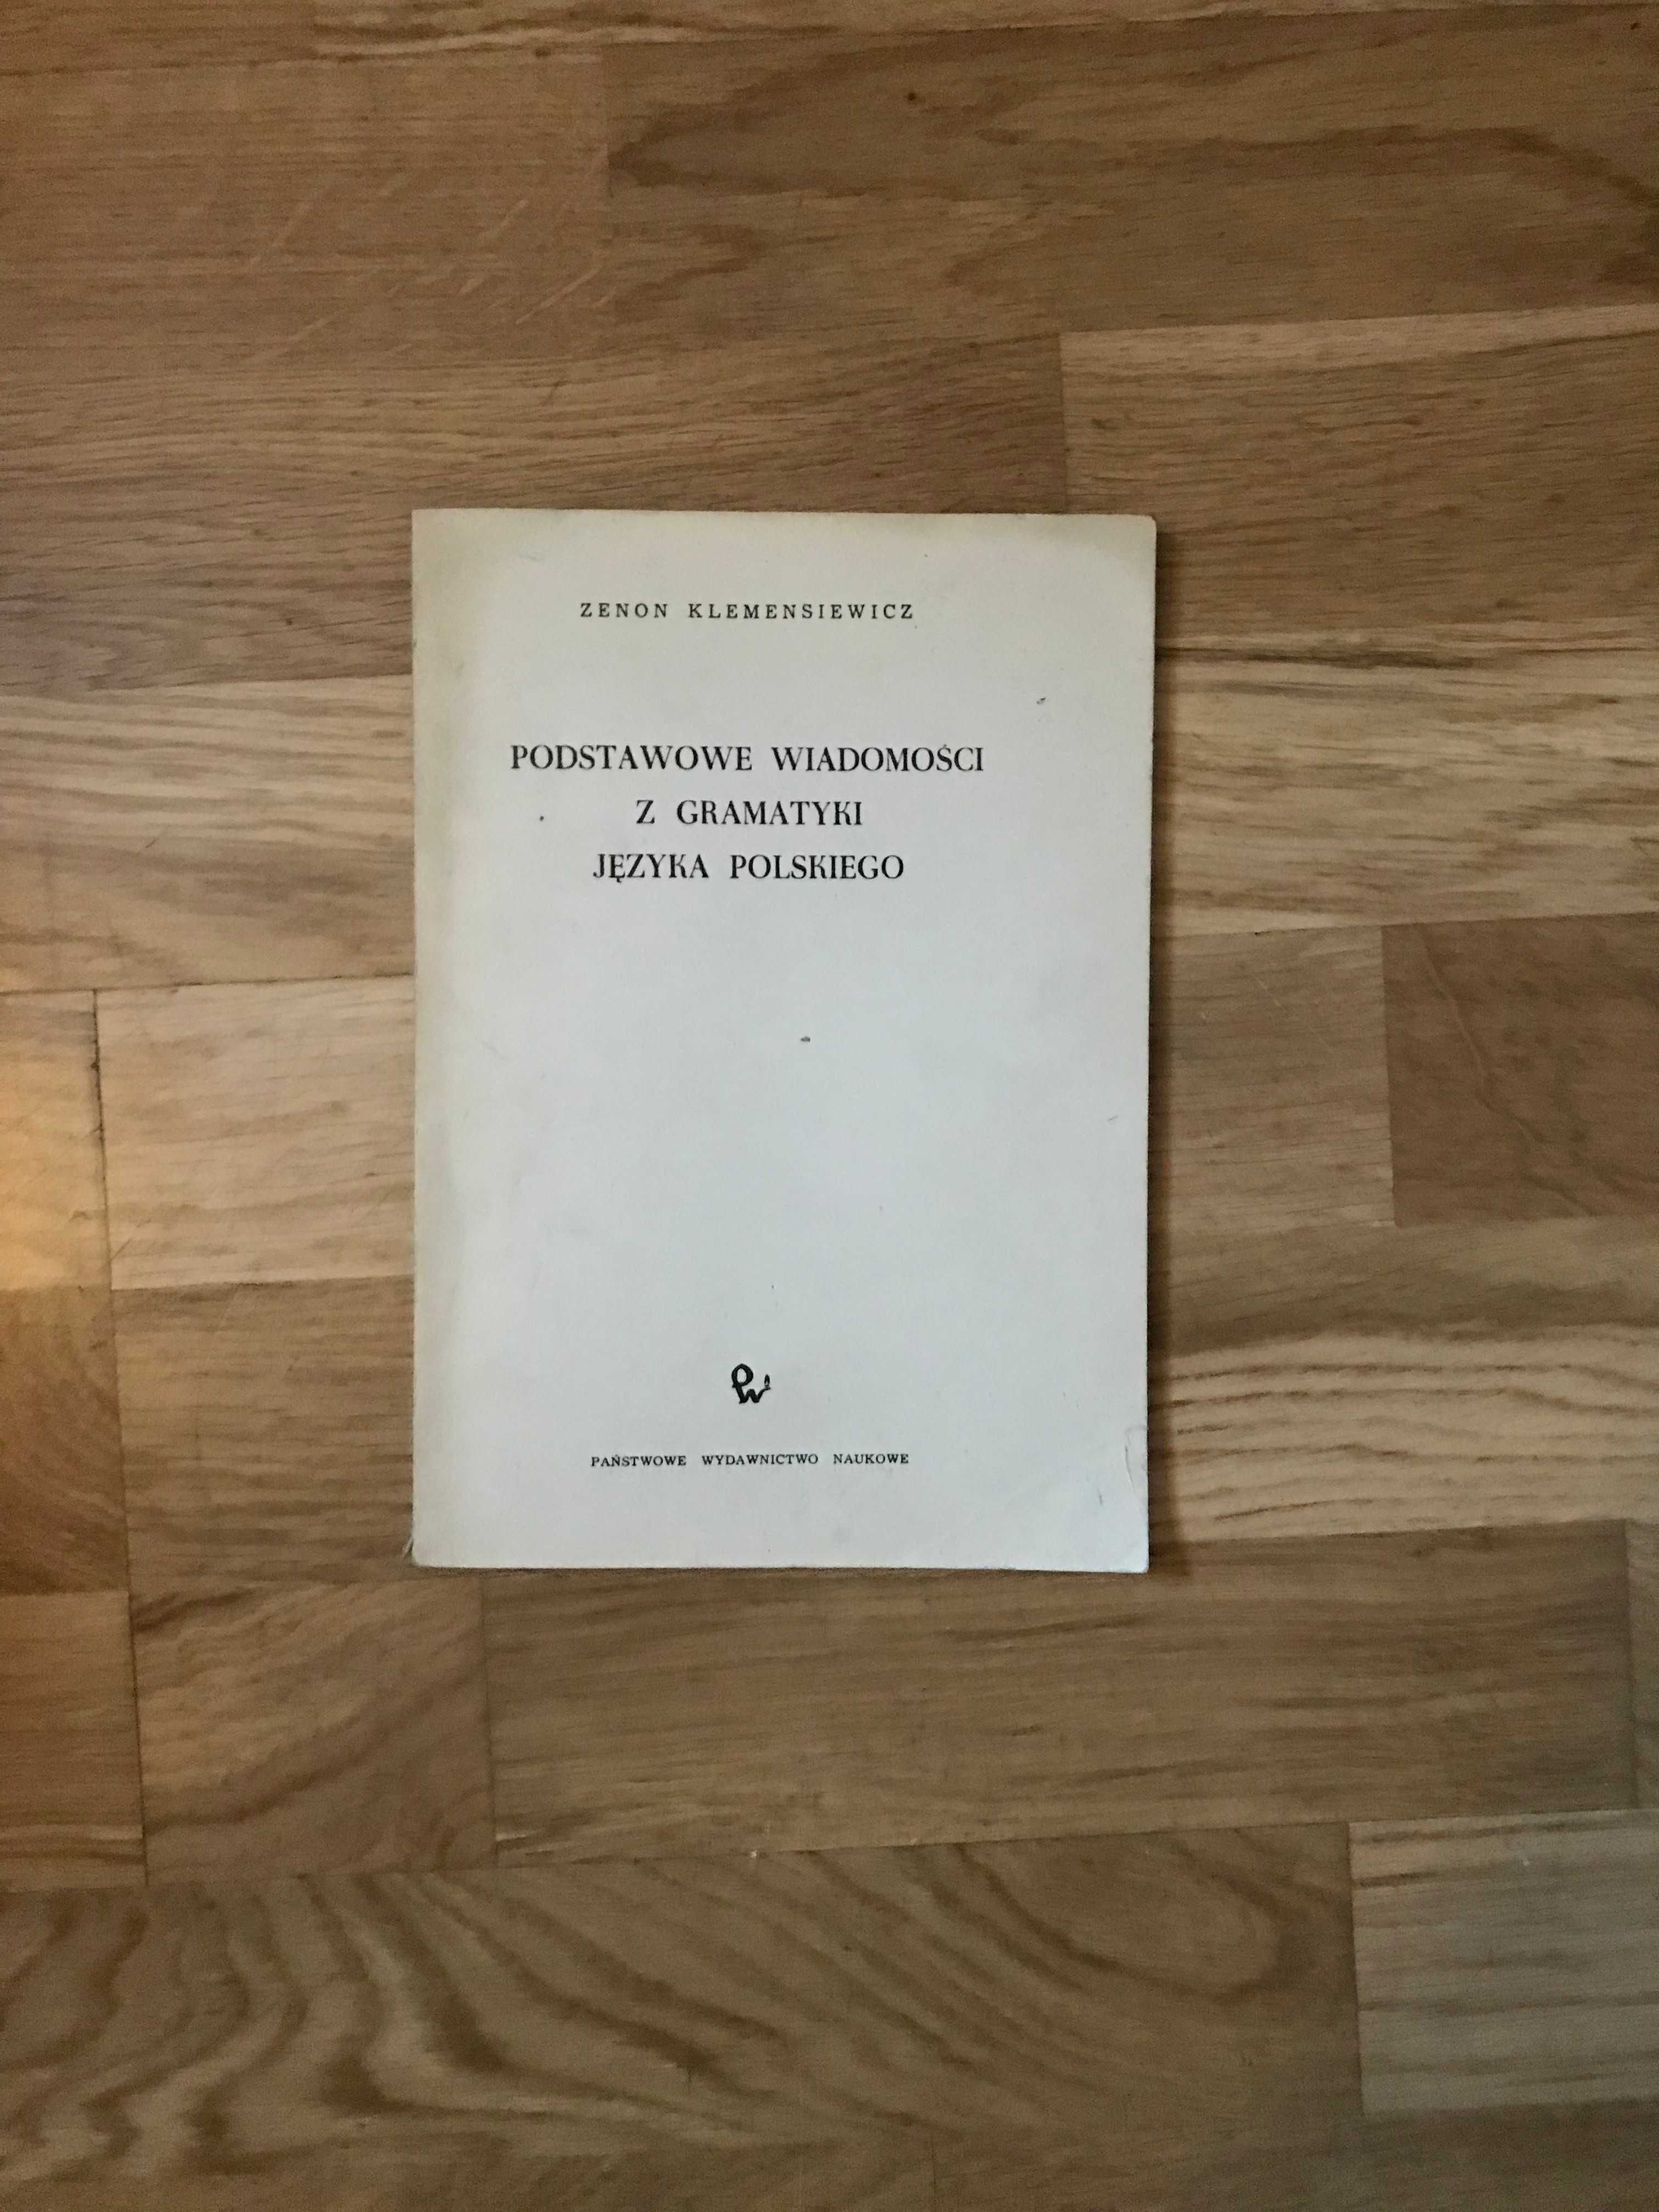 ZENON KLEMENSIEWICZ
PODSTAWOWE WIADOMOŚCI
Z GRAMATYKI
JĘZYKA POLSKIEGO
PAŃSTWOWE WYDAWNICTWO NAUKOWE